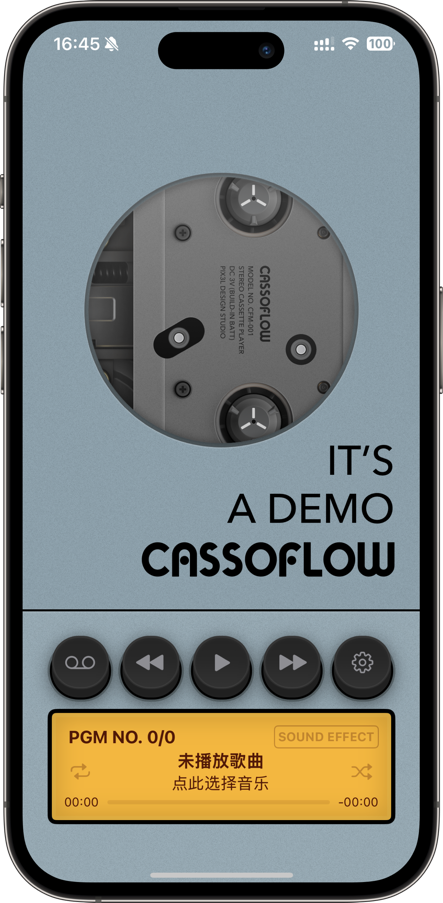 16:45
100
CASSOFLOW
MODEL NO. CFM-001
STEREO CASSETTE PLAYER
DC 3V (BUILD-IN BATT)
PIX3L DESIGN STUDIO
IT'S
A DEMO
CASSOFLOW
PGM NO. 0/0
SOUND EFFECT
未播放歌曲
点此选择音乐
00:00
-00:00